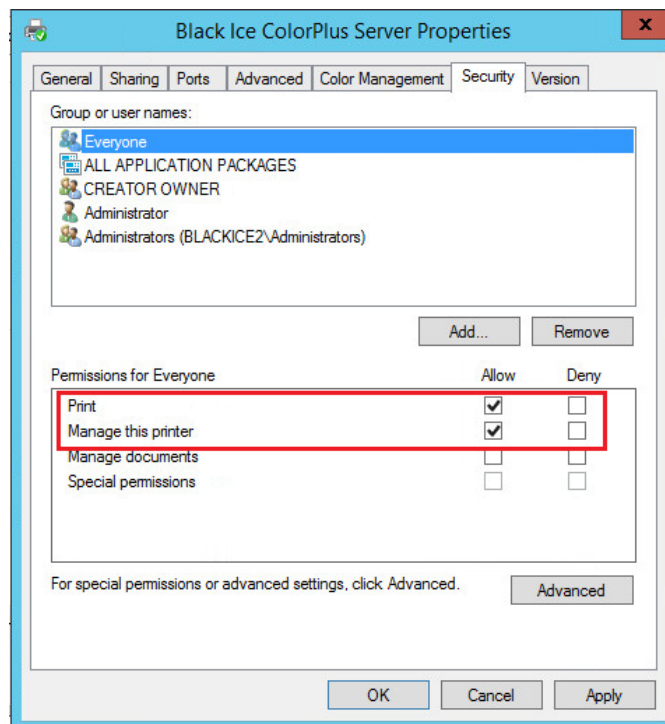 Black Ice ColorPlus Server Properties
x
General Sharing Ports Advanced Color Management Security Version
Group or user names:
Everyone
ALL APPLICATION PACKAGES
CREATOR OWNER
Administrator
Administrators (BLACKICE2\Administrators)
Add... Remove
Permissions for Everyone Allow Deny
Print
Manage this printer
Manage documents
Special permissions
For special permissions or advanced settings, click Advanced. Advanced
OK Cancel Apply